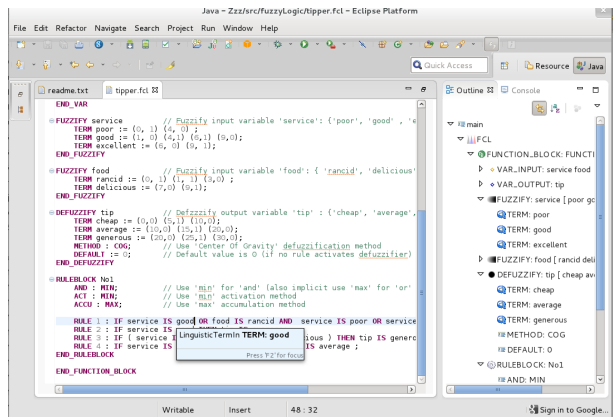 Java - Zzt/src/fuzzyLogic/tipper.fcl - Eclipse Platform
File Edit Refactor Navigate Search Project Run Window Help
Quick Access
Resource
Java
readme.txt
tipper.fcl
Outline
Console
END_VAR
FUZZIFY service // Fuzzify input variable 'service': {'poor', 'good' , 'e
TERM poor := (0, 1) (4, 0) ;
TERM good := (1, 0) (4,1) (6,1) (9,0);
TERM excellent := (6, 0) (9, 1);
END_FUZZIFY
FUZZIFY food // Fuzzify input variable 'food': { 'rancid', 'delicious'
TERM rancid := (0, 1) (1, 1) (3,0) ;
TERM delicious := (7,0) (9,1);
END_FUZZIFY
DEFUZZIFY tip // Defzzzify output variable 'tip' : {'cheap', 'average',
TERM cheap := (0,0) (5,1) (10,0);
TERM average := (10,0) (15,1) (20,0);
TERM generous := (20,0) (25,1) (30,0);
METHOD : COG; // Use 'Center Of Gravity' defuzzification method
DEFAULT := 0; // Default value is 0 (if no rule activates defuzzifier)
END_DEFUZZIFY
RULEBLOCK No1
AND : MIN; // Use 'min' for 'and' (also implicit use 'max' for 'or'
ACT : MIN; // Use 'min' activation method
ACCU : MAX; // Use 'max' accumulation method
RULE 1 : IF service IS good OR food IS rancid AND service IS poor OR service
RULE 2 : IF service IS
RULE 3 : IF ( service I ious ) THEN tip IS generc
RULE 4 : IF service IS IS average ;
END_RULEBLOCK
END_FUNCTION_BLOCK
LinguisticTermIn TERM: good
Press 'F2' for focus
main
FCL
FUNCTION_BLOCK: FUNCTI
VAR_INPUT: service food
VAR_OUTPUT: tip
FUZZIFY: service [ poor gc
TERM: poor
TERM: good
TERM: excellent
FUZZIFY: food [ rancid deli
DEFUZZIFY: tip [ cheap av
TERM: cheap
TERM: average
TERM: generous
METHOD: COG
DEFAULT: 0
RULEBLOCK: No1
AND: MIN
Writable
Insert
48 : 32
Sign in to Google...